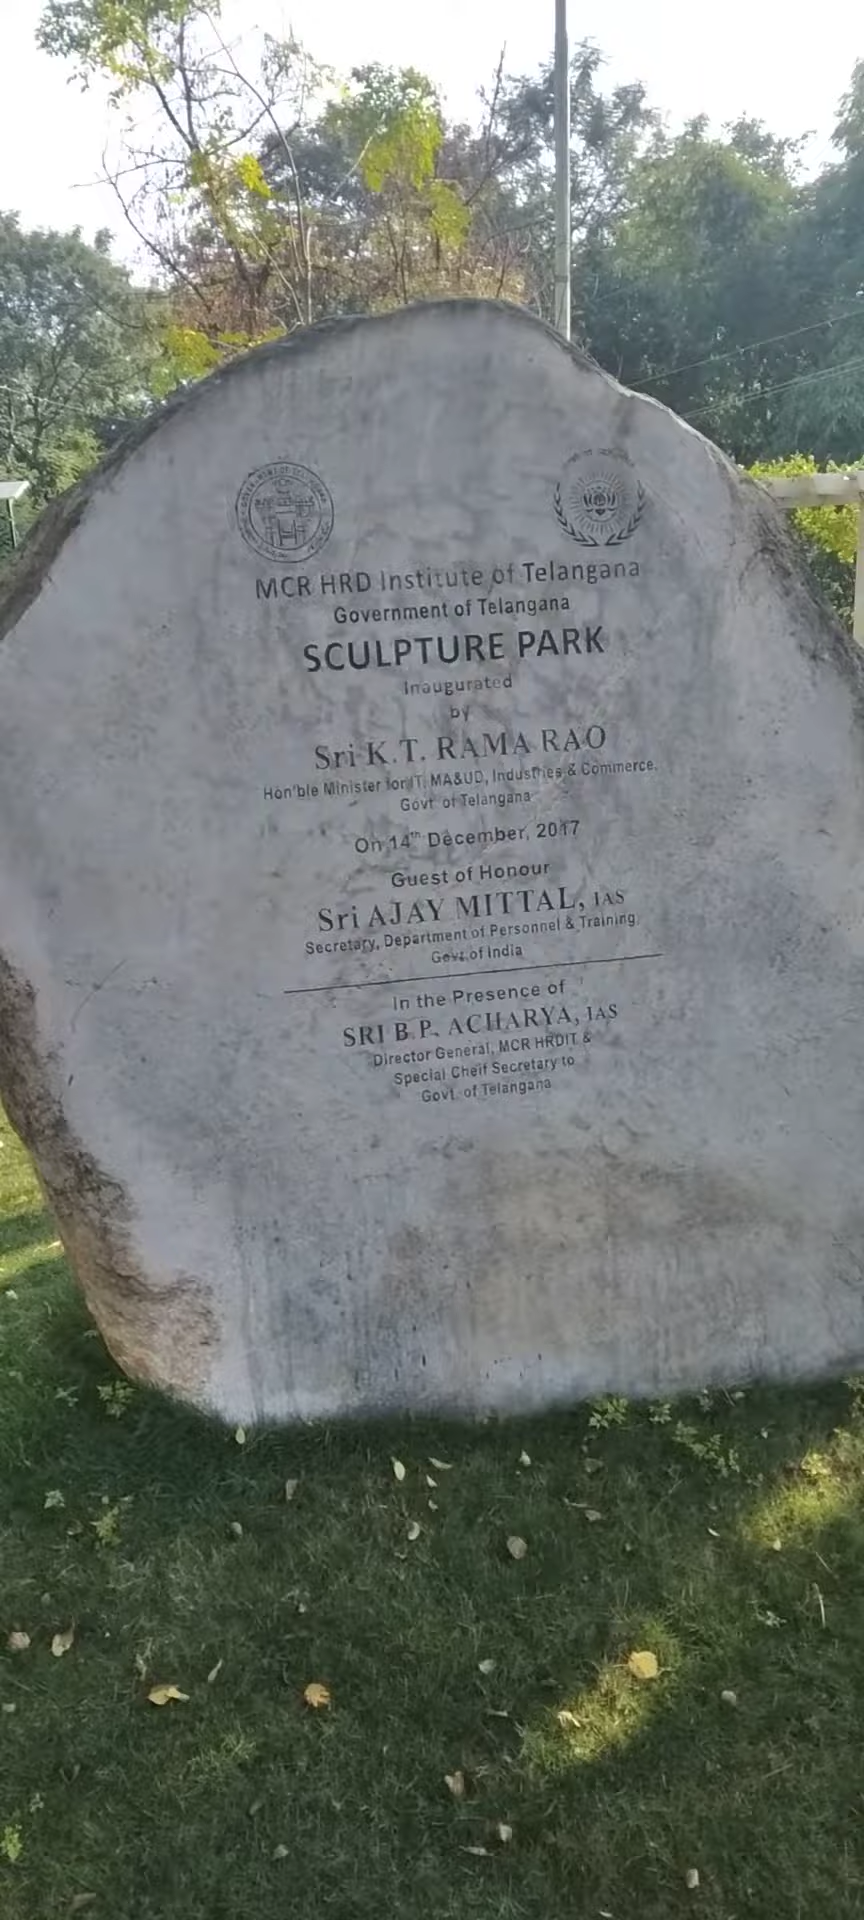 MCR HRD Institute of Telangana
Government of Telangana
SCULPTURE PARK
Inaugurated
by
Sri K.T. RAMA RAO
Hon'ble Minister for IT, MA&UD, Industries & Commerce,
Govt. of Telangana
On 14th December, 2017
Guest of Honour
Sri AJAY MITTAL, IAS
Secretary, Department of Personnel & Training
Govt. of India
In the Presence of
SRI B.P. ACHARYA, IAS
Director General, MCR HRDIT &
Special Cheif Secretary to
Govt. of Telangana